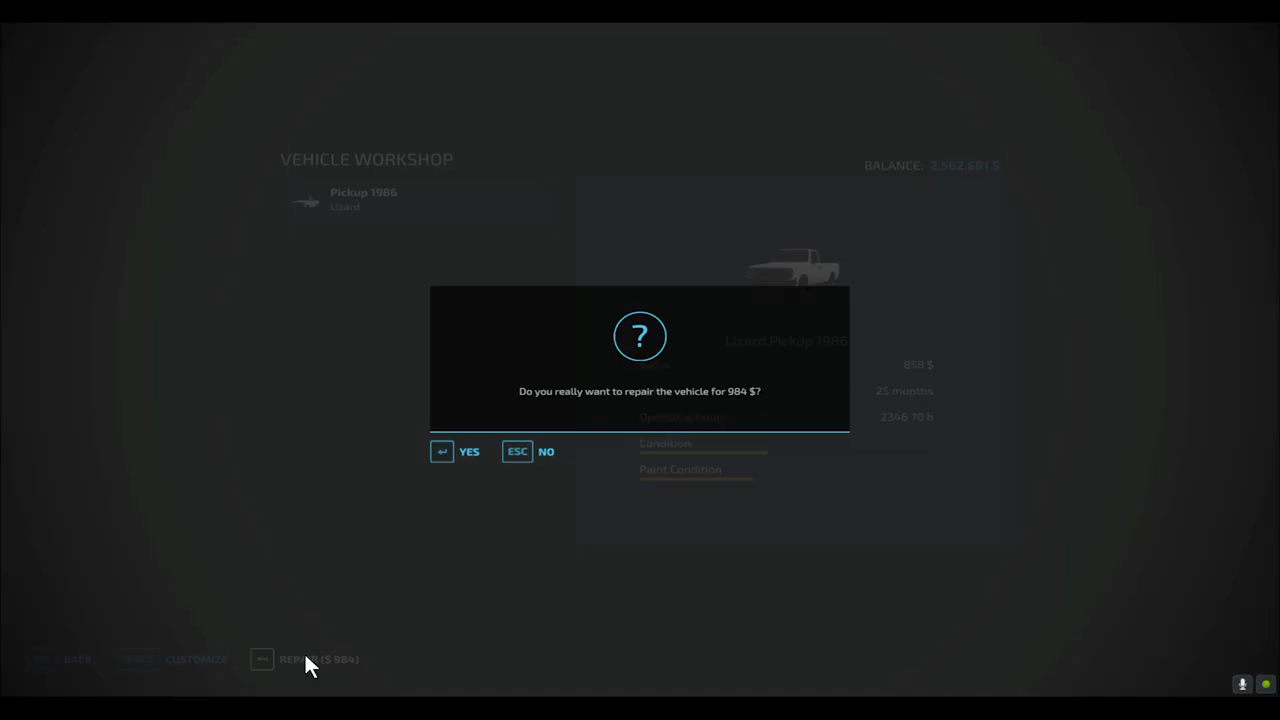 VEHICLE WORKSHOP
BALANCE: 2,562,681 $
Pickup 1986
Lizard
Lizard Pickup 1986
858 $
Do you really want to repair the vehicle for 984 $?
25 months
Operating
2346.70 h
Condition
YES
ESC NO
Paint Condition
BACK
CUSTOMIZE
REPAIR ($ 984)